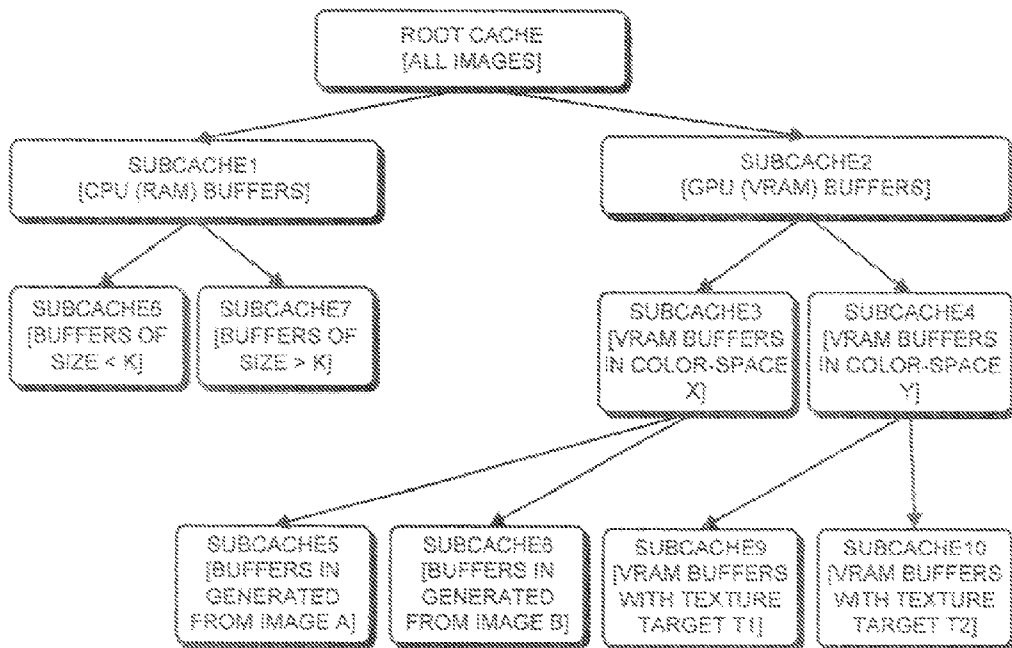 ROOT CACHE
[ALL IMAGES]
SUBCACHE1
[CPU (RAM) BUFFERS]
SUBCACHE2
[GPU (VRAM) BUFFERS]
[BUFFERS OF
SIZE < K]
SUBCACHE7
[BUFFERS OF
SIZE > K]
SUBCACHE3
[VRAM BUFFERS
IN COLOR-SPACE
X]
SUBCACHE4
[VRAM BUFFERS
IN COLOR-SPACE
Y]
SUBCACHE5
[BUFFERS IN
GENERATED
FROM IMAGE A]
[BUFFERS IN
GENERATED
FROM IMAGE B]
SUBCACHE9
[VRAM BUFFERS
WITH TEXTURE
TARGET T1]
SUBCACHE10
[VRAM BUFFERS
WITH TEXTURE
TARGET T2]